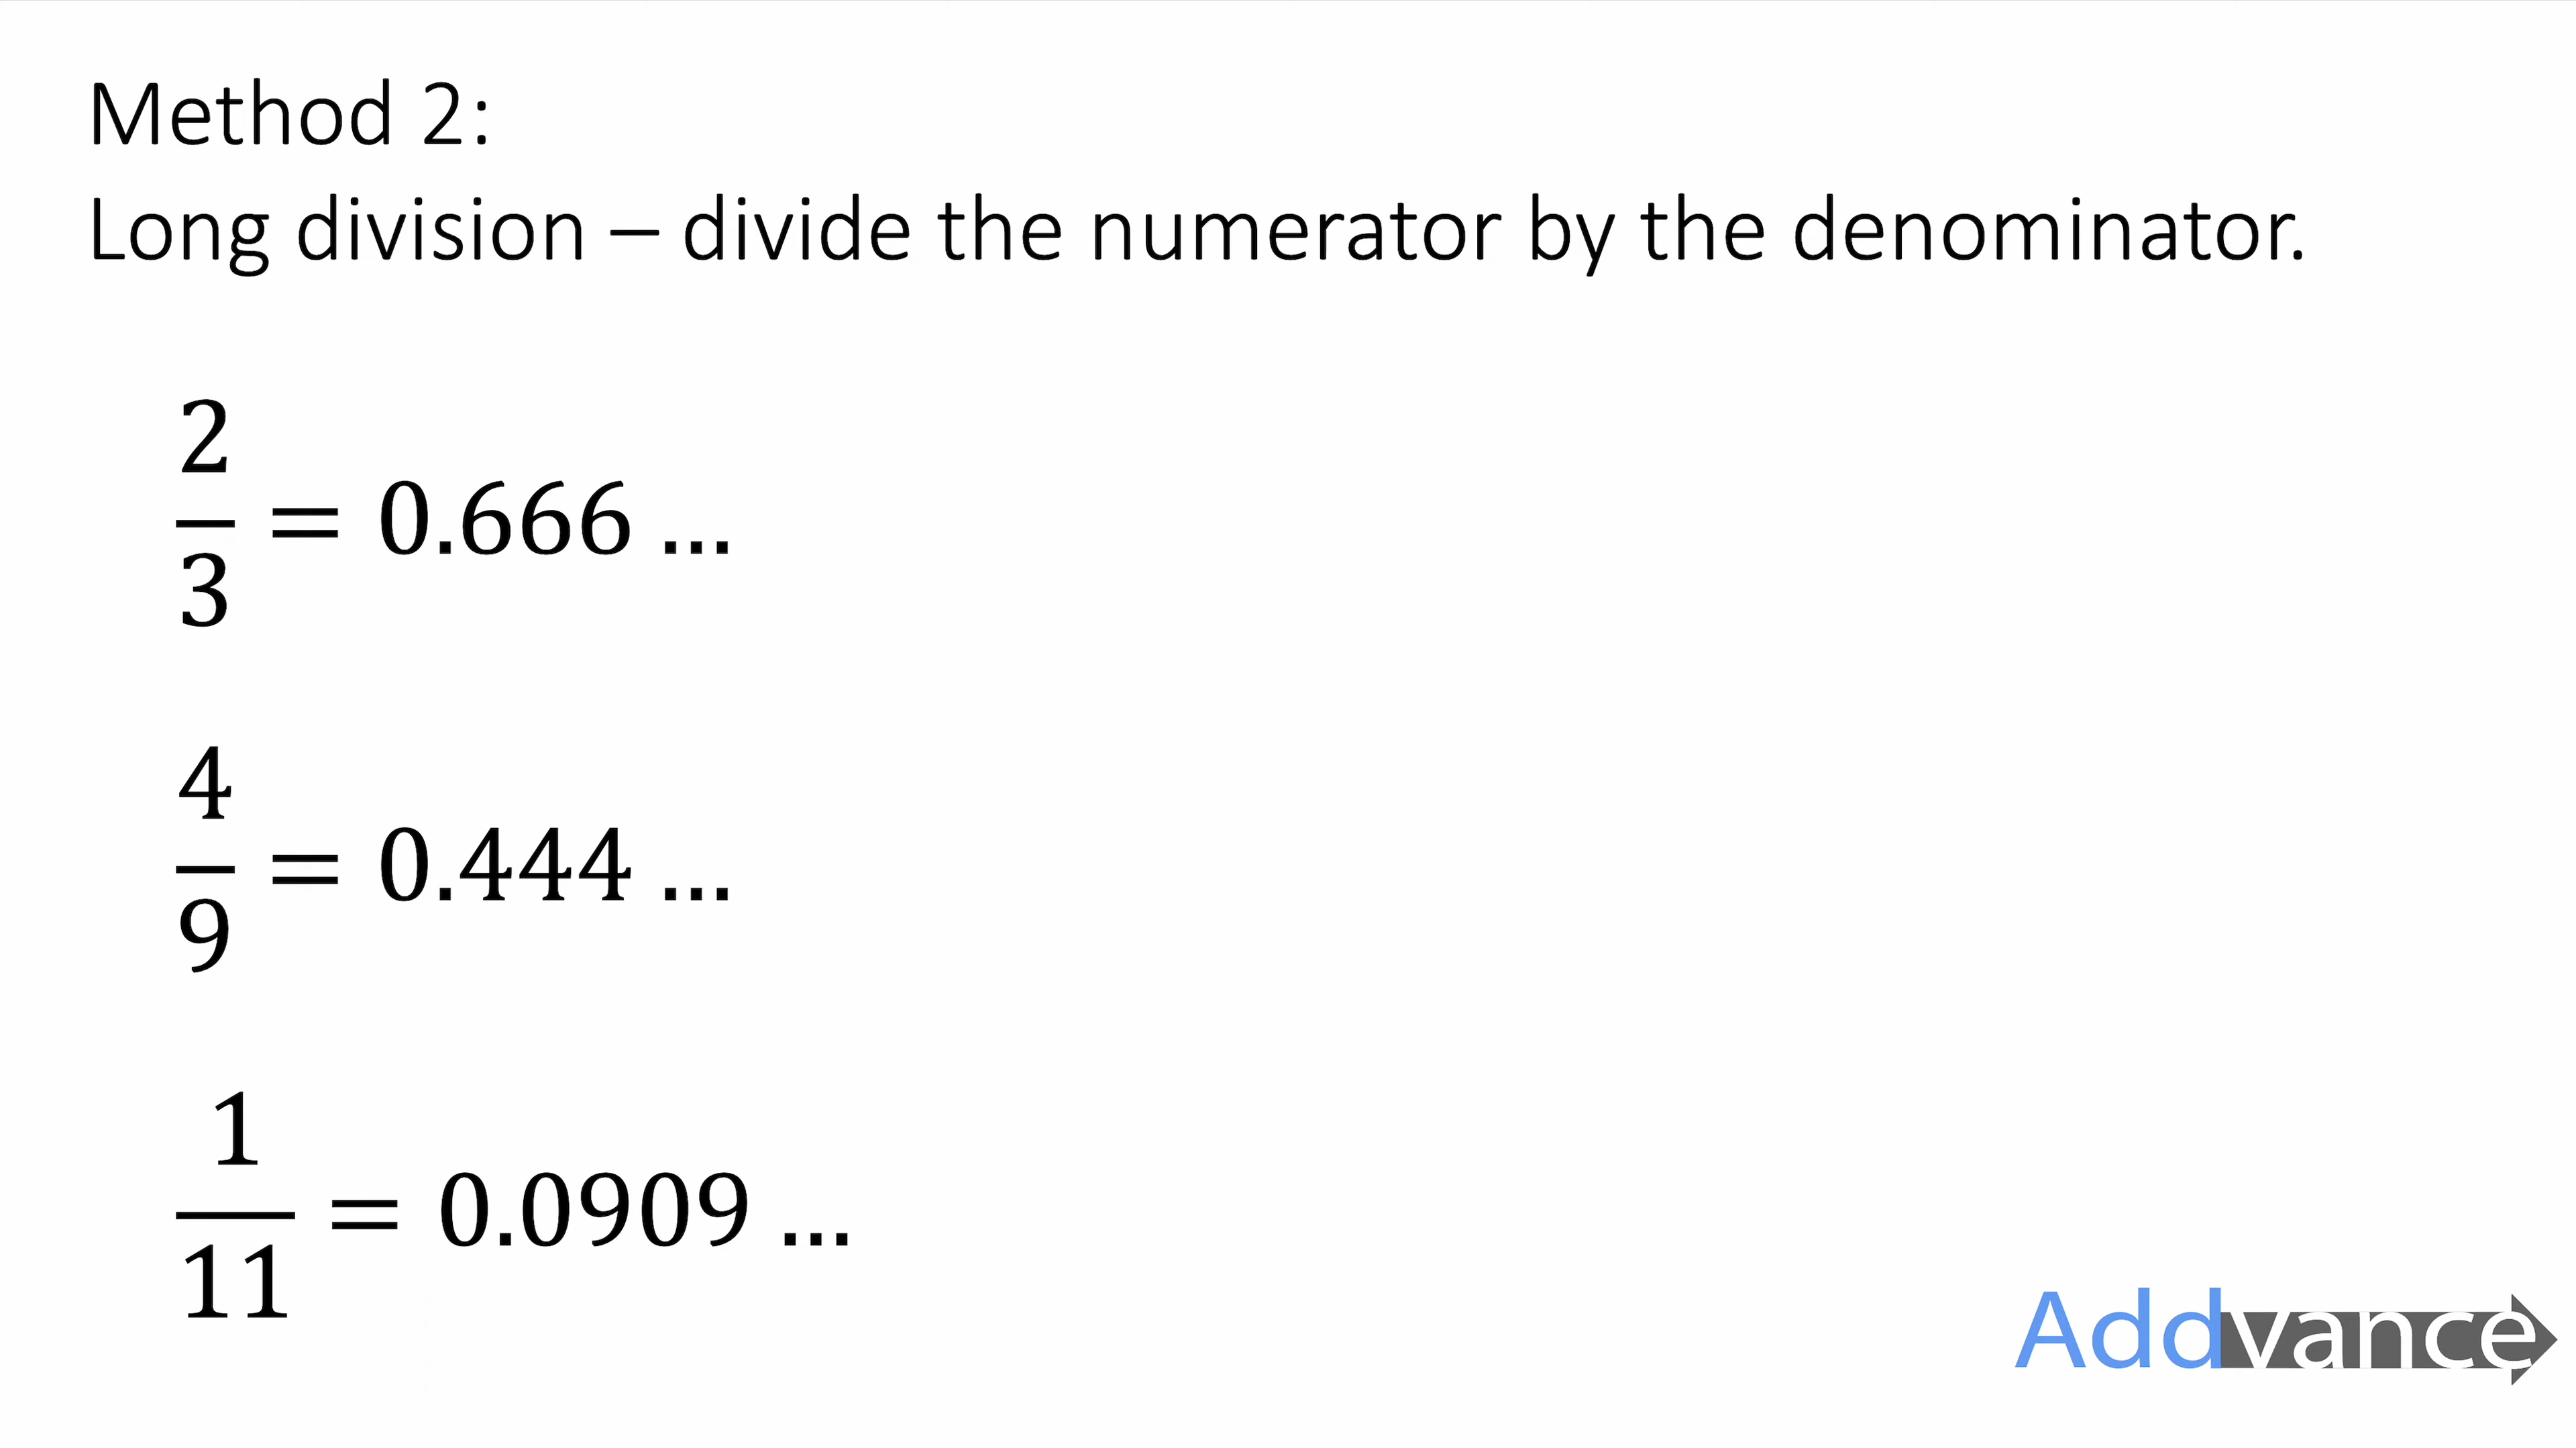 Method 2:
Long division – divide the numerator by the denominator.
2/3 = 0.666 ...
4/9 = 0.444 ...
1/11 = 0.0909 ...
Addvance